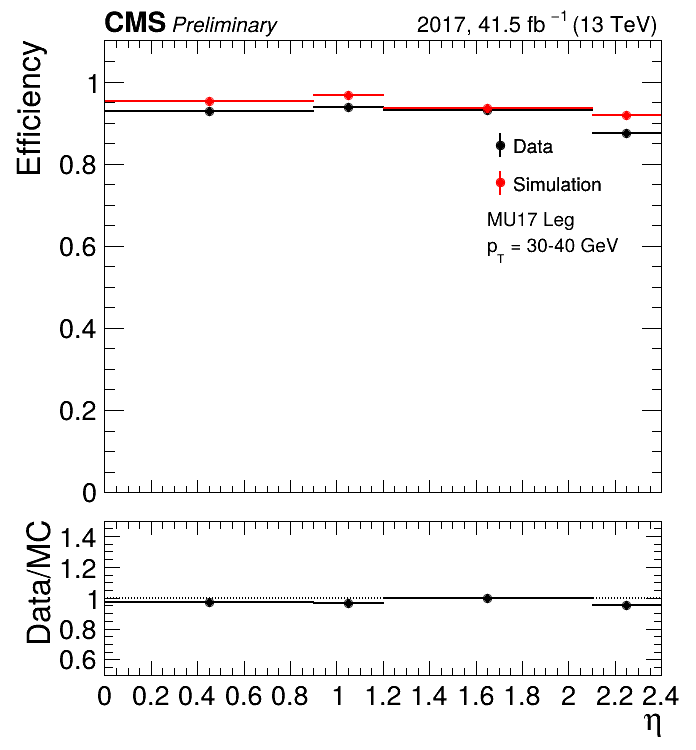 CMS Preliminary 2017, 41.5 fb⁻¹ (13 TeV)
Efficiency
1
0.8
0.6
0.4
0.2
0
Data
Simulation
MU17 Leg
p_T = 30-40 GeV
Data/MC
1.4
1.2
1
0.8
0.6
0 0.2 0.4 0.6 0.8 1 1.2 1.4 1.6 1.8 2 2.2 2.4
η